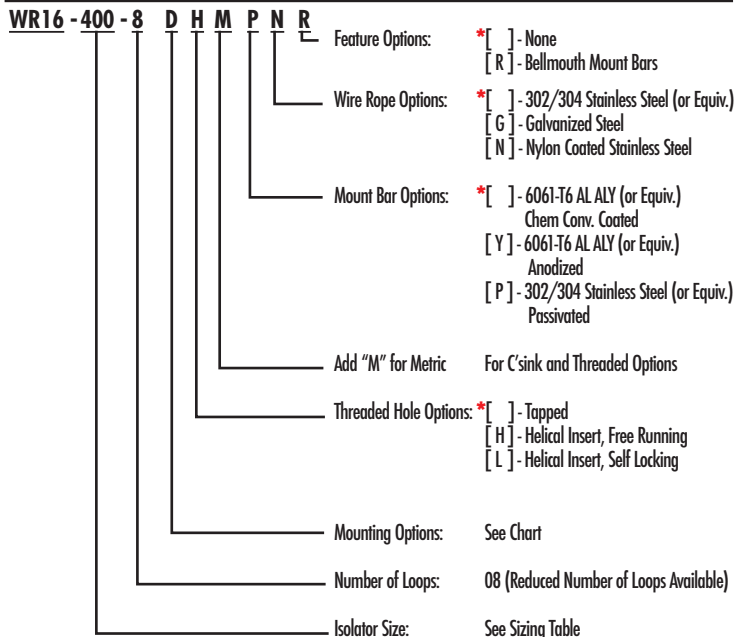 WR16 - 400 - 8 D H M P N R
Feature Options: *[ ] - None
[ R ] - Bellmouth Mount Bars
Wire Rope Options: *[ ] - 302/304 Stainless Steel (or Equiv.)
[ G ] - Galvanized Steel
[ N ] - Nylon Coated Stainless Steel
Mount Bar Options: *[ ] - 6061-T6 AL ALY (or Equiv.)
Chem Conv. Coated
[ Y ] - 6061-T6 AL ALY (or Equiv.)
Anodized
[ P ] - 302/304 Stainless Steel (or Equiv.)
Passivated
Add “M” for Metric For C'sink and Threaded Options
Threaded Hole Options: *[ ] - Tapped
[ H ] - Helical Insert, Free Running
[ L ] - Helical Insert, Self Locking
Mounting Options: See Chart
Number of Loops: 08 (Reduced Number of Loops Available)
Isolator Size: See Sizing Table